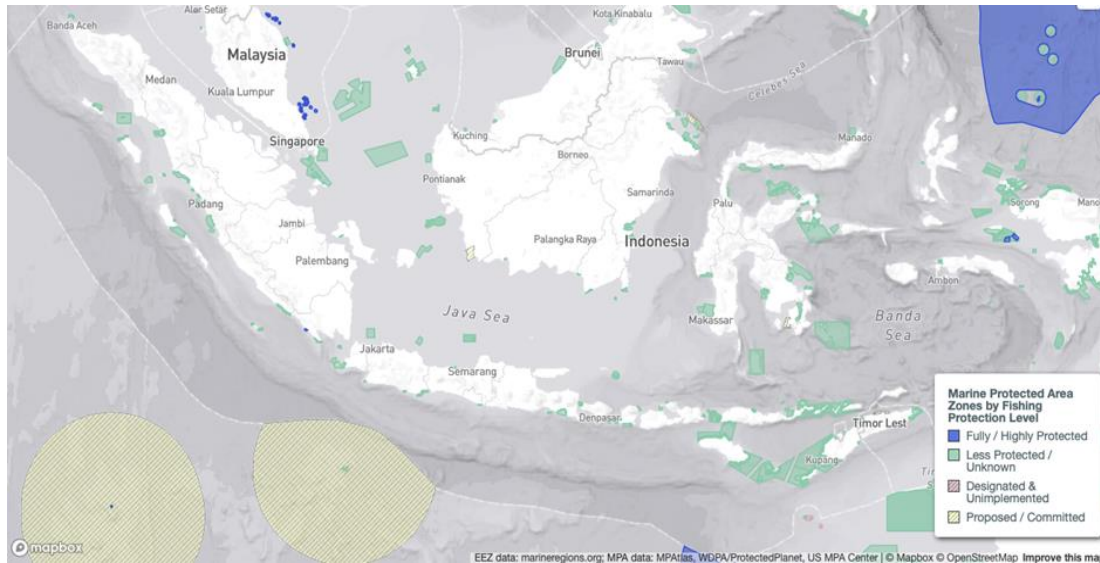 Banda Aceh
Alor Setar
Kota Kinabalu
Malaysia
Brunei
Tawau
Medan
Celebes Sea
Kuala Lumpur
Kuching
Manado
Singapore
Borneo
Pontianak
Samarinda
Palu
Sorong
Mano
Padang
Jambi
Palangka Raya
Indonesia
Palembang
Ambon
Java Sea
Makassar
Banda
Sea
Jakarta
Semarang
Denpasar
Timor Lest
Kupang
Marine Protected Area
Zones by Fishing
Protection Level
Fully / Highly Protected
Less Protected /
Unknown
Designated &
Unimplemented
Proposed / Committed
mapbox
EEZ data: marineregions.org; MPA data: MPAtlas, WDPA/ProtectedPlanet, US MPA Center | © Mapbox © OpenStreetMap Improve this map